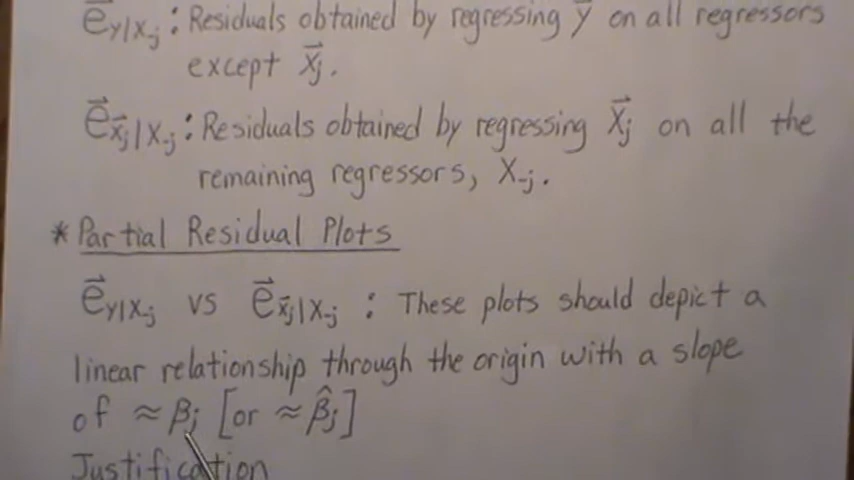 e⃗ᵧ|X₋ⱼ : Residuals obtained by regressing y⃗ on all regressors
except x⃗ⱼ.
e⃗ₓ⃗ⱼ|X₋ⱼ : Residuals obtained by regressing x⃗ⱼ on all the
remaining regressors, X₋ⱼ.
* Partial Residual Plots
e⃗ᵧ|X₋ⱼ vs e⃗ₓ⃗ⱼ|X₋ⱼ : These plots should depict a
linear relationship through the origin with a slope
of ≈ βⱼ [or ≈ β̂ⱼ]
Justification